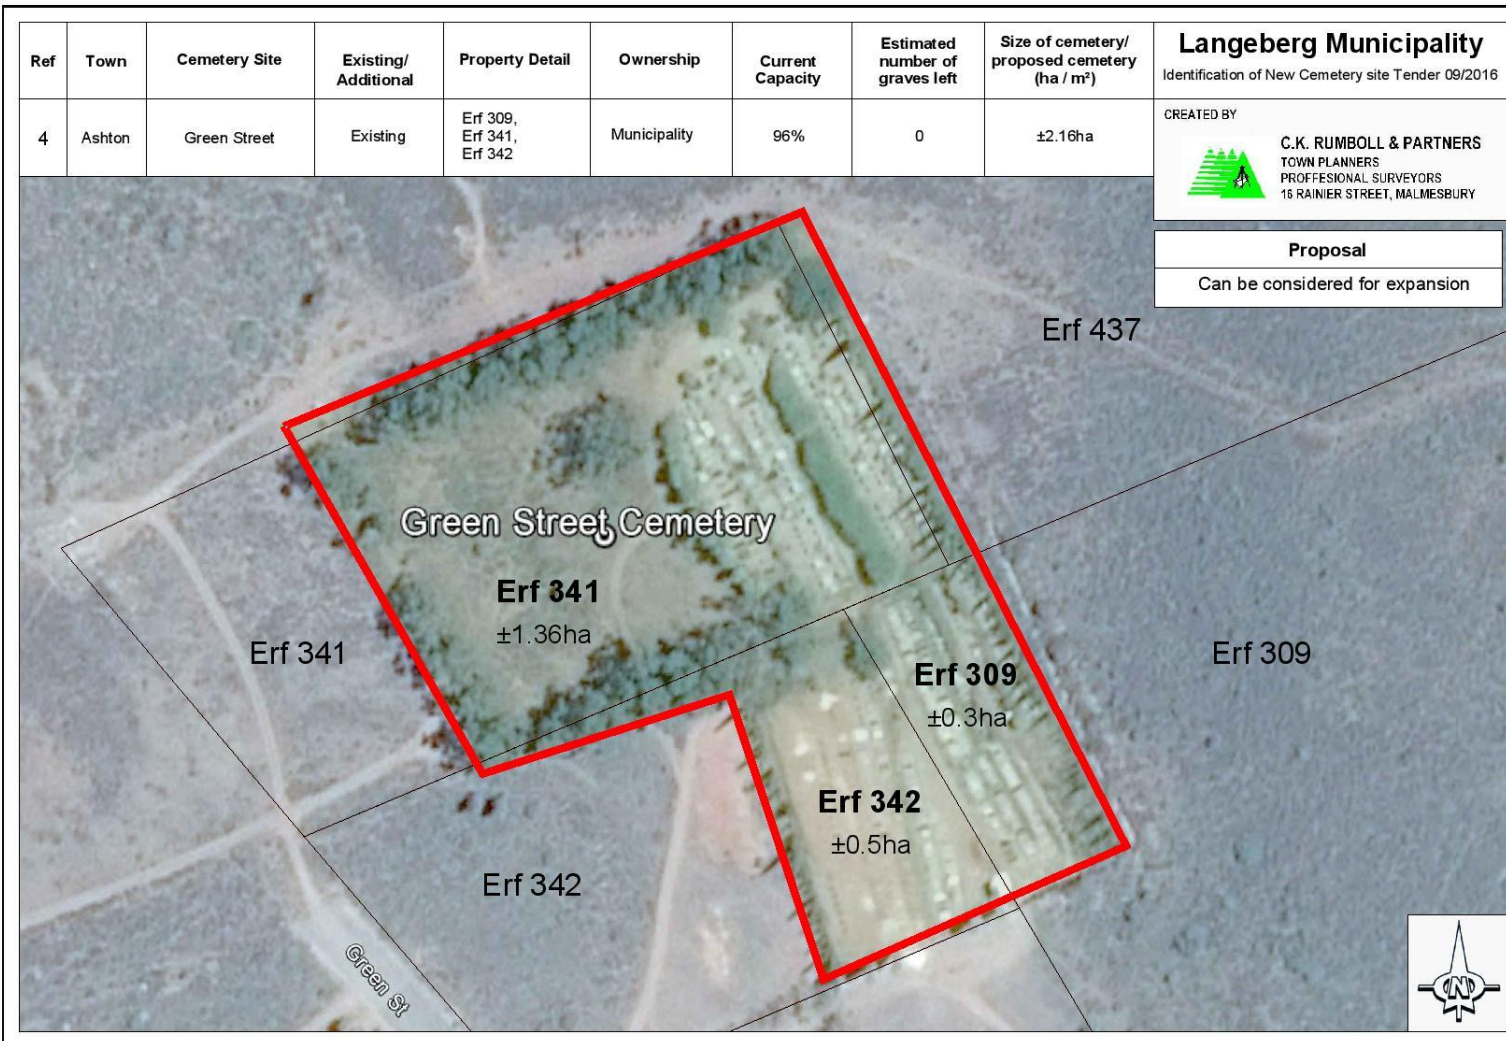 Ref
Town
Cemetery Site
Existing/
Additional
Property Detail
Ownership
Current
Capacity
Estimated
number of
graves left
Size of cemetery/
proposed cemetery
(ha / m²)
4
Ashton
Green Street
Existing
Erf 309,
Erf 341,
Erf 342
Municipality
96%
0
±2.16ha
Langeberg Municipality
Identification of New Cemetery site Tender 09/2016
CREATED BY
C.K. RUMBOLL & PARTNERS
TOWN PLANNERS
PROFFESIONAL SURVEYORS
16 RAINIER STREET, MALMESBURY
Proposal
Can be considered for expansion
Erf 437
Green Street Cemetery
Erf 341
±1.36ha
Erf 341
Erf 309
Erf 309
±0.3ha
Erf 342
±0.5ha
Erf 342
Green St
N